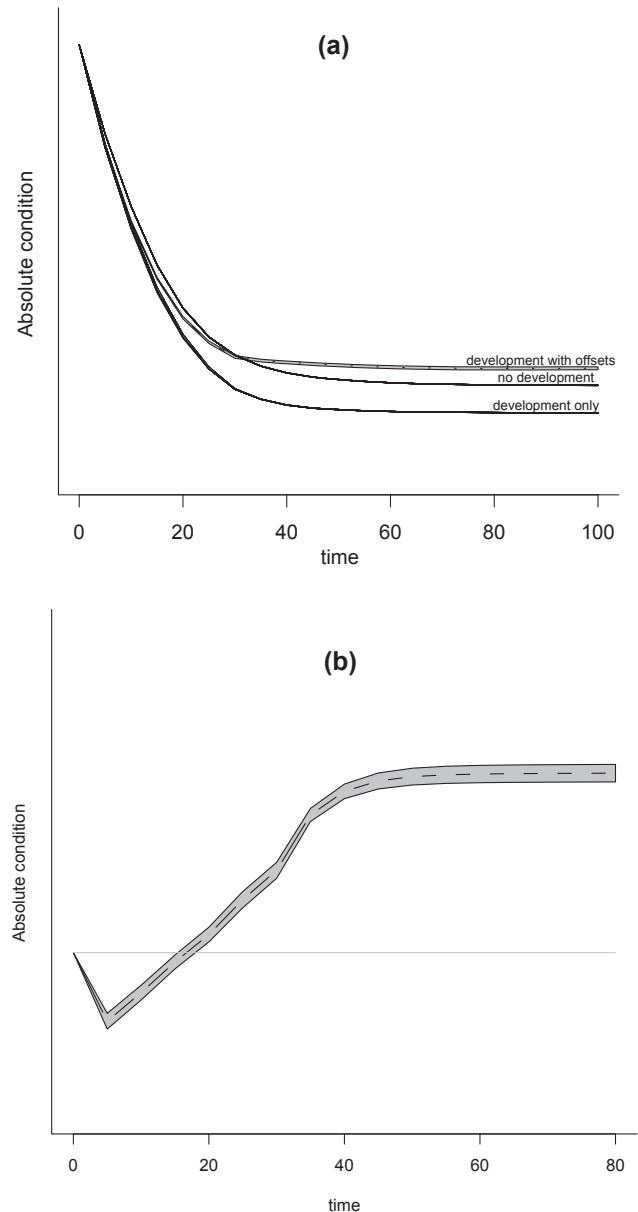 (a)
Absolute condition
development with offsets
no development
development only
0 20 40 60 80 100
time
(b)
Absolute condition
0 20 40 60 80
time